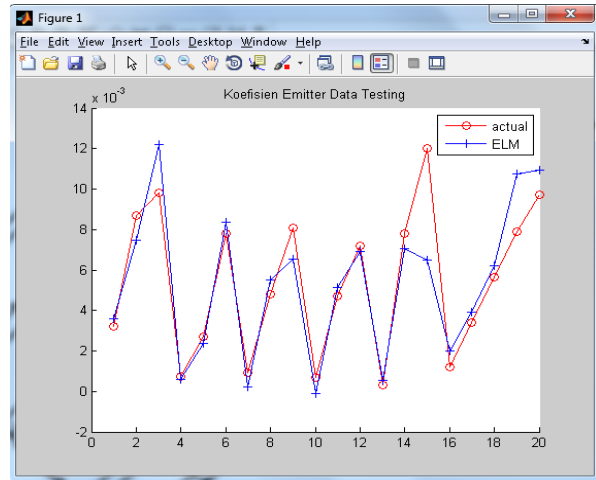 Figure 1
File Edit View Insert Tools Desktop Window Help
Koefisien Emitter Data Testing
x 10-3
14
12
10
8
6
4
2
0
-2
0 2 4 6 8 10 12 14 16 18 20
actual
ELM